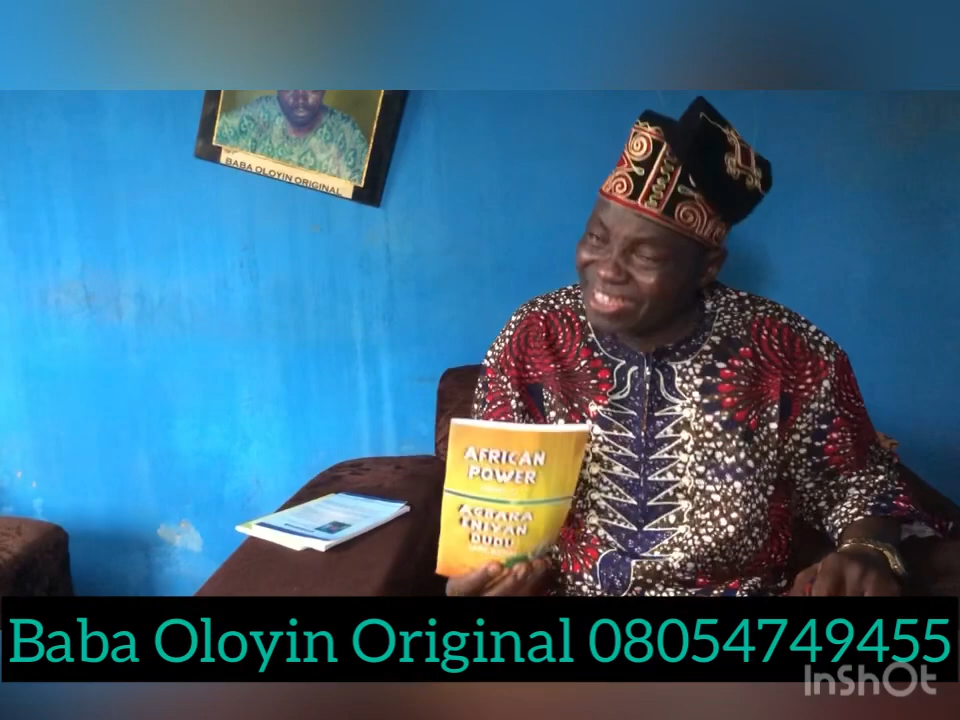 BABA OLOYIN ORIGINAL
AFRICAN
POWER
AGBARA
ENIYAN
DUDU
Baba Oloyin Original 08054749455
InShOt